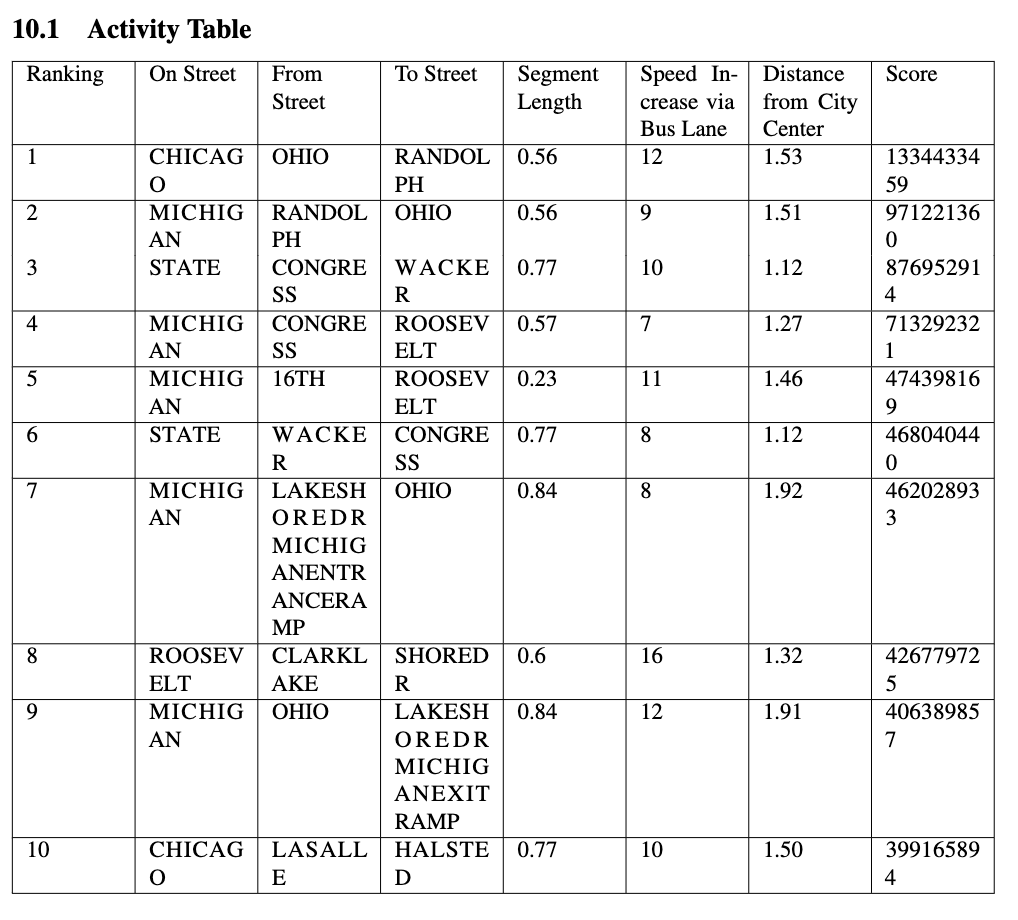 10.1 Activity Table
Ranking On Street From Street To Street Segment Length Speed In-crease via Bus Lane Distance from City Center Score
1 CHICAGO OHIO RANDOLPH 0.56 12 1.53 1334433459
2 MICHIGAN RANDOLPH OHIO 0.56 9 1.51 971221360
3 STATE CONGRESS WACKER 0.77 10 1.12 876952914
4 MICHIGAN CONGRESS ROOSEVELT 0.57 7 1.27 713292321
5 MICHIGAN 16TH ROOSEVELT 0.23 11 1.46 474398169
6 STATE WACKER CONGRESS 0.77 8 1.12 468040440
7 MICHIGAN LAKESHOREDRMICHIGANENTRANCERAMP OHIO 0.84 8 1.92 462028933
8 ROOSEVELT CLARKLAKE SHOREDR 0.6 16 1.32 426779725
9 MICHIGAN OHIO LAKESHOREDRMICHIGANEXITRAMP 0.84 12 1.91 406389857
10 CHICAGO LASALLE HALSTED 0.77 10 1.50 399165894